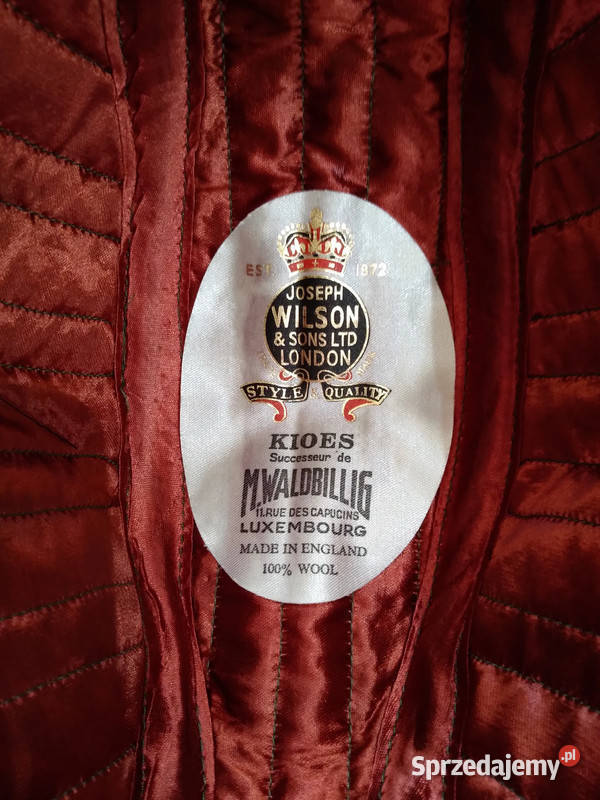 EST. 1872
JOSEPH
WILSON
& SONS LTD
LONDON
STYLE & QUALITY
KIOES
Successeur de
M.WALDBILLIG
11.RUE DES CAPUCINS
LUXEMBOURG
MADE IN ENGLAND
100% WOOL
Sprzedajemy.pl